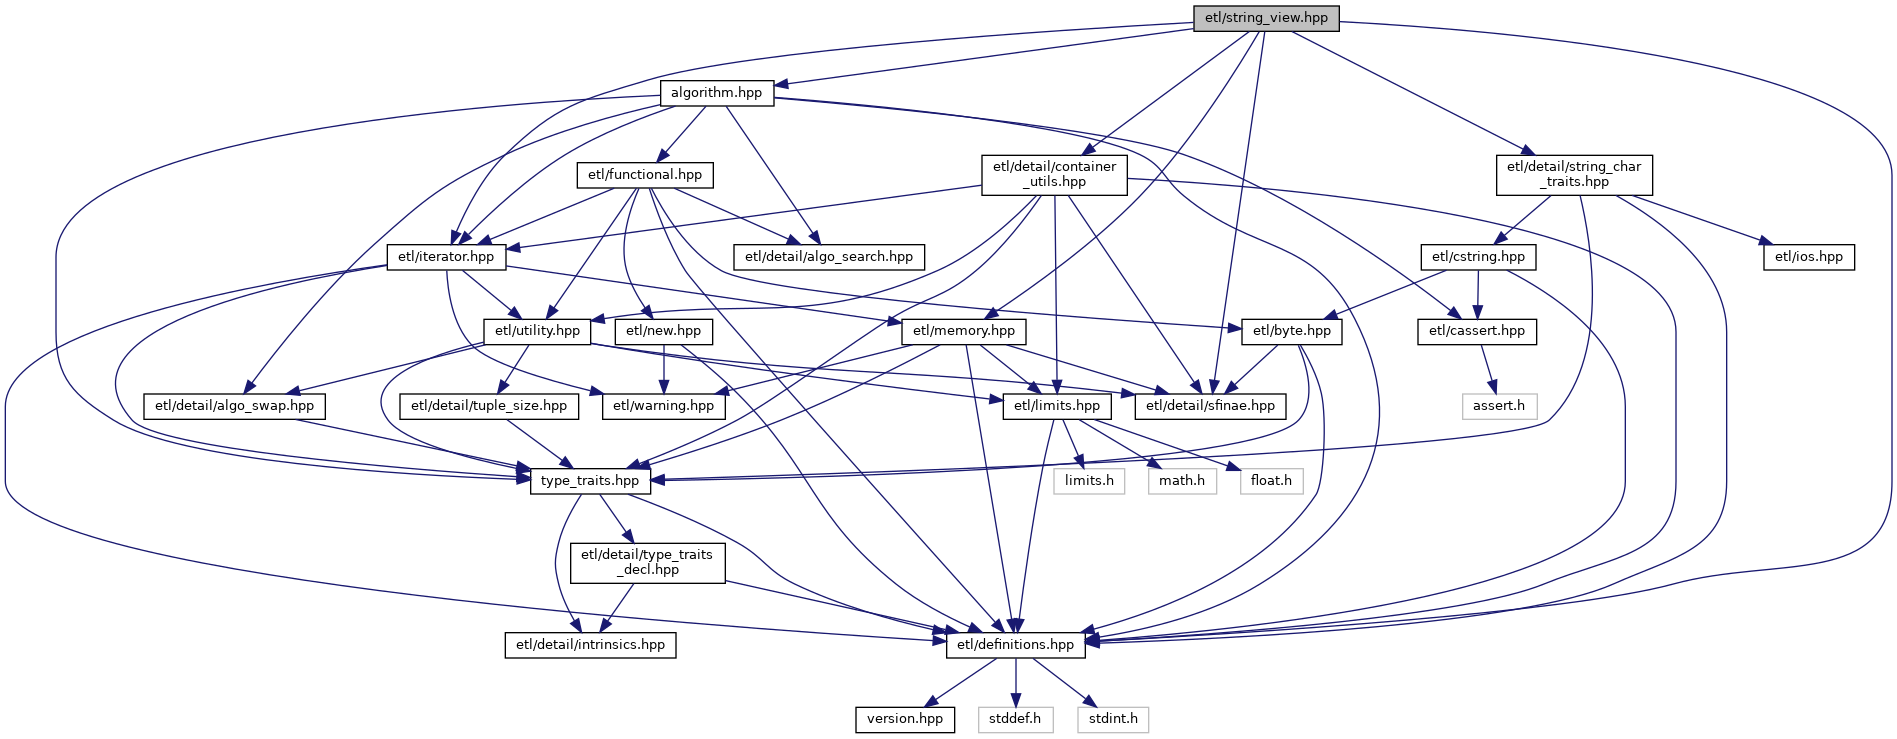 etl/string_view.hpp
algorithm.hpp
etl/functional.hpp
etl/detail/container
_utils.hpp
etl/detail/string_char
_traits.hpp
etl/iterator.hpp
etl/detail/algo_search.hpp
etl/cstring.hpp
etl/ios.hpp
etl/utility.hpp
etl/new.hpp
etl/memory.hpp
etl/byte.hpp
etl/cassert.hpp
etl/detail/algo_swap.hpp
etl/detail/tuple_size.hpp
etl/warning.hpp
etl/limits.hpp
etl/detail/sfinae.hpp
assert.h
type_traits.hpp
limits.h
math.h
float.h
etl/detail/type_traits
_decl.hpp
etl/detail/intrinsics.hpp
etl/definitions.hpp
version.hpp
stddef.h
stdint.h